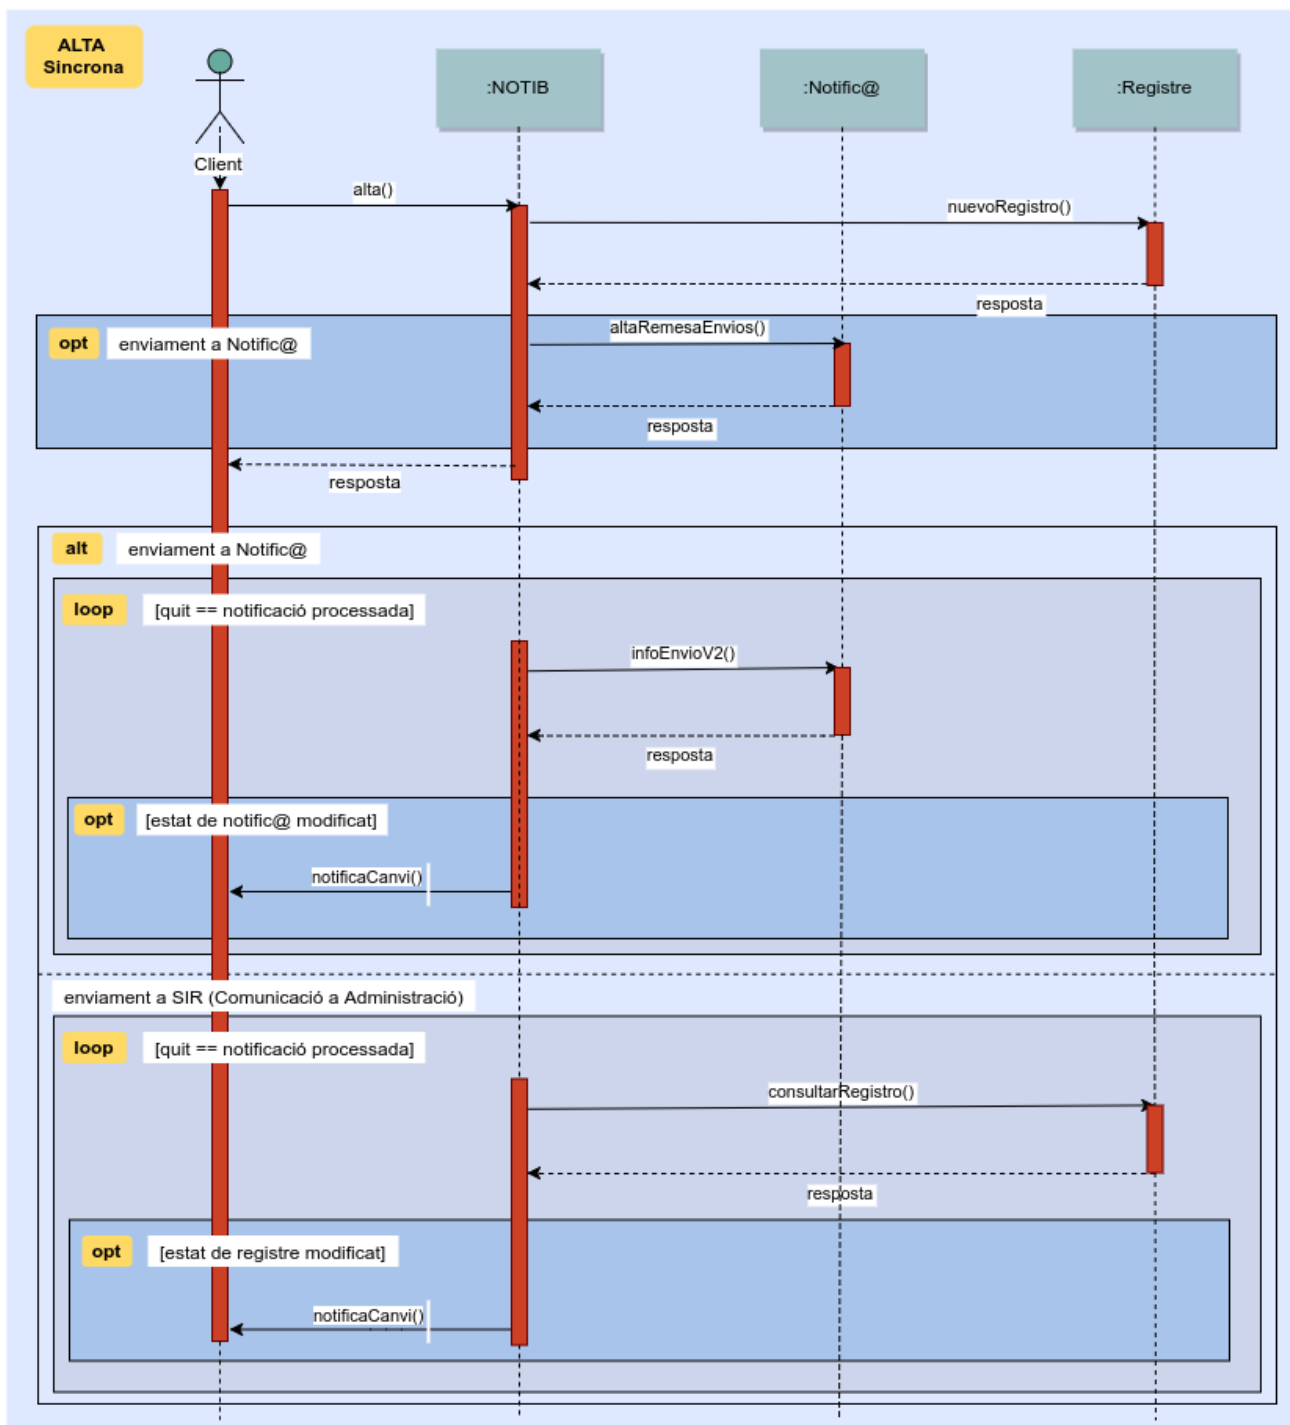 ALTA
Sincrona
:NOTIB
:Notific@
:Registre
Client
alta()
nuevoRegistro()
resposta
opt
enviament a Notific@
altaRemesaEnvios()
resposta
resposta
alt
enviament a Notific@
loop
[quit == notificació processada]
infoEnvioV2()
resposta
opt
[estat de notific@ modificat]
notificaCanvi()
enviament a SIR (Comunicació a Administració)
loop
[quit == notificació processada]
consultarRegistro()
resposta
opt
[estat de registre modificat]
notificaCanvi()